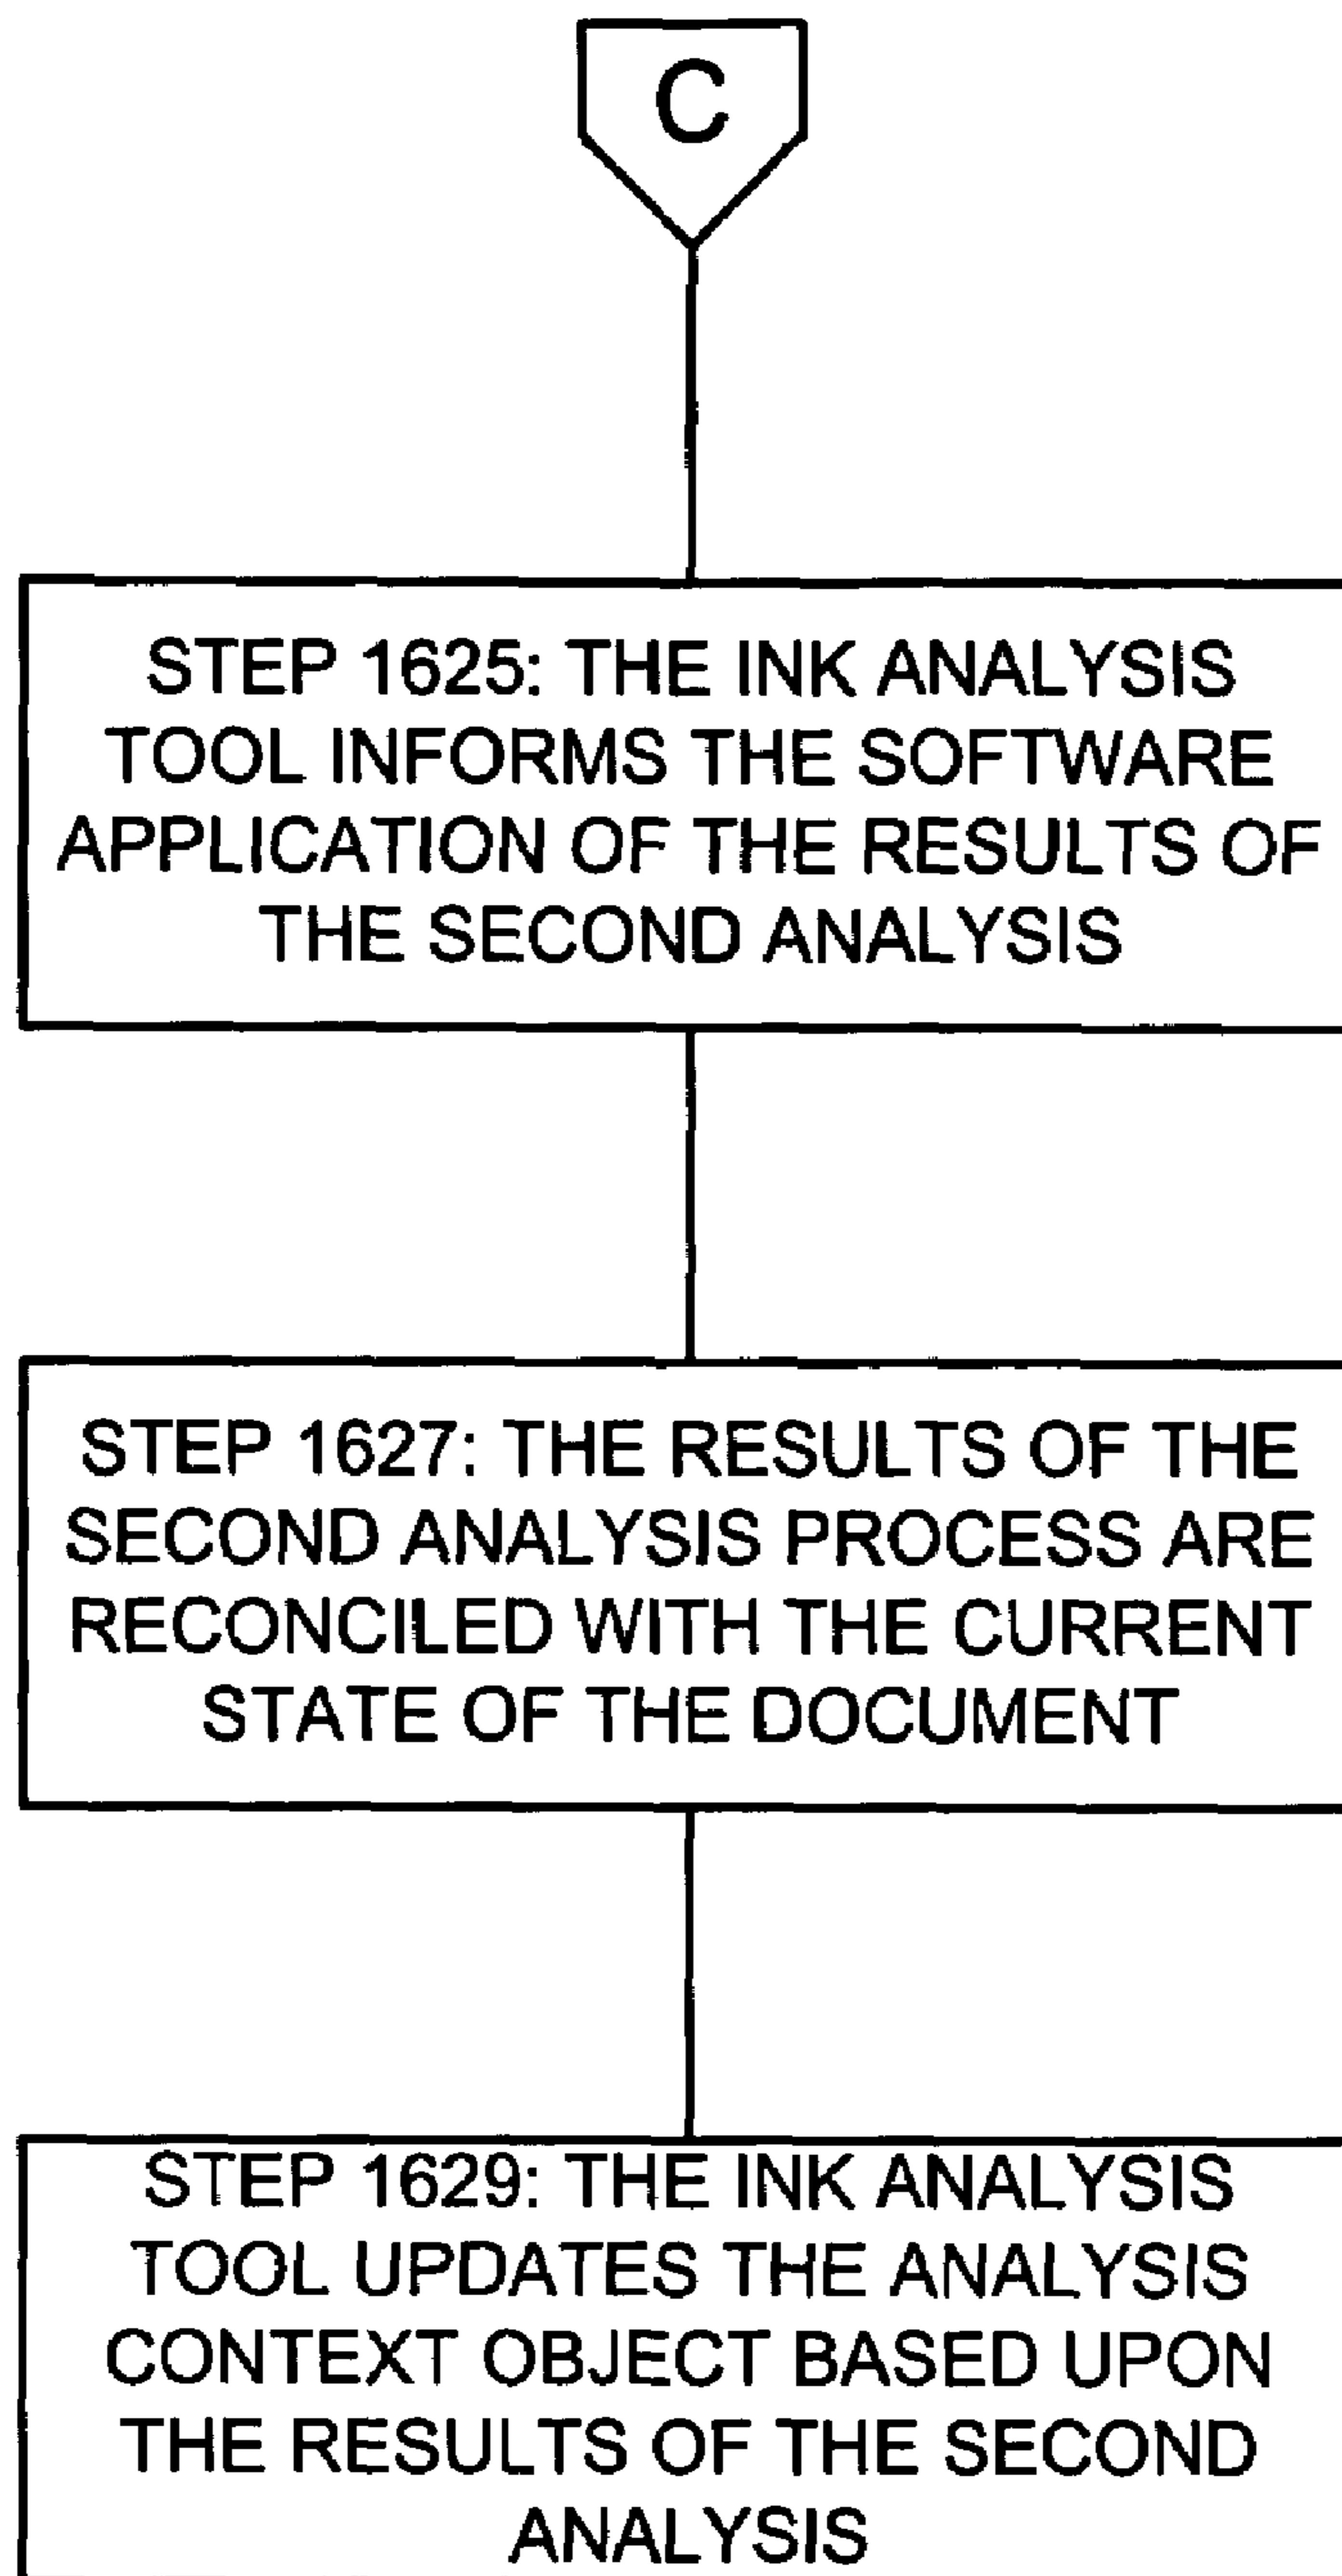 C
STEP 1625: THE INK ANALYSIS
TOOL INFORMS THE SOFTWARE
APPLICATION OF THE RESULTS OF
THE SECOND ANALYSIS
STEP 1627: THE RESULTS OF THE
SECOND ANALYSIS PROCESS ARE
RECONCILED WITH THE CURRENT
STATE OF THE DOCUMENT
STEP 1629: THE INK ANALYSIS
TOOL UPDATES THE ANALYSIS
CONTEXT OBJECT BASED UPON
THE RESULTS OF THE SECOND
ANALYSIS